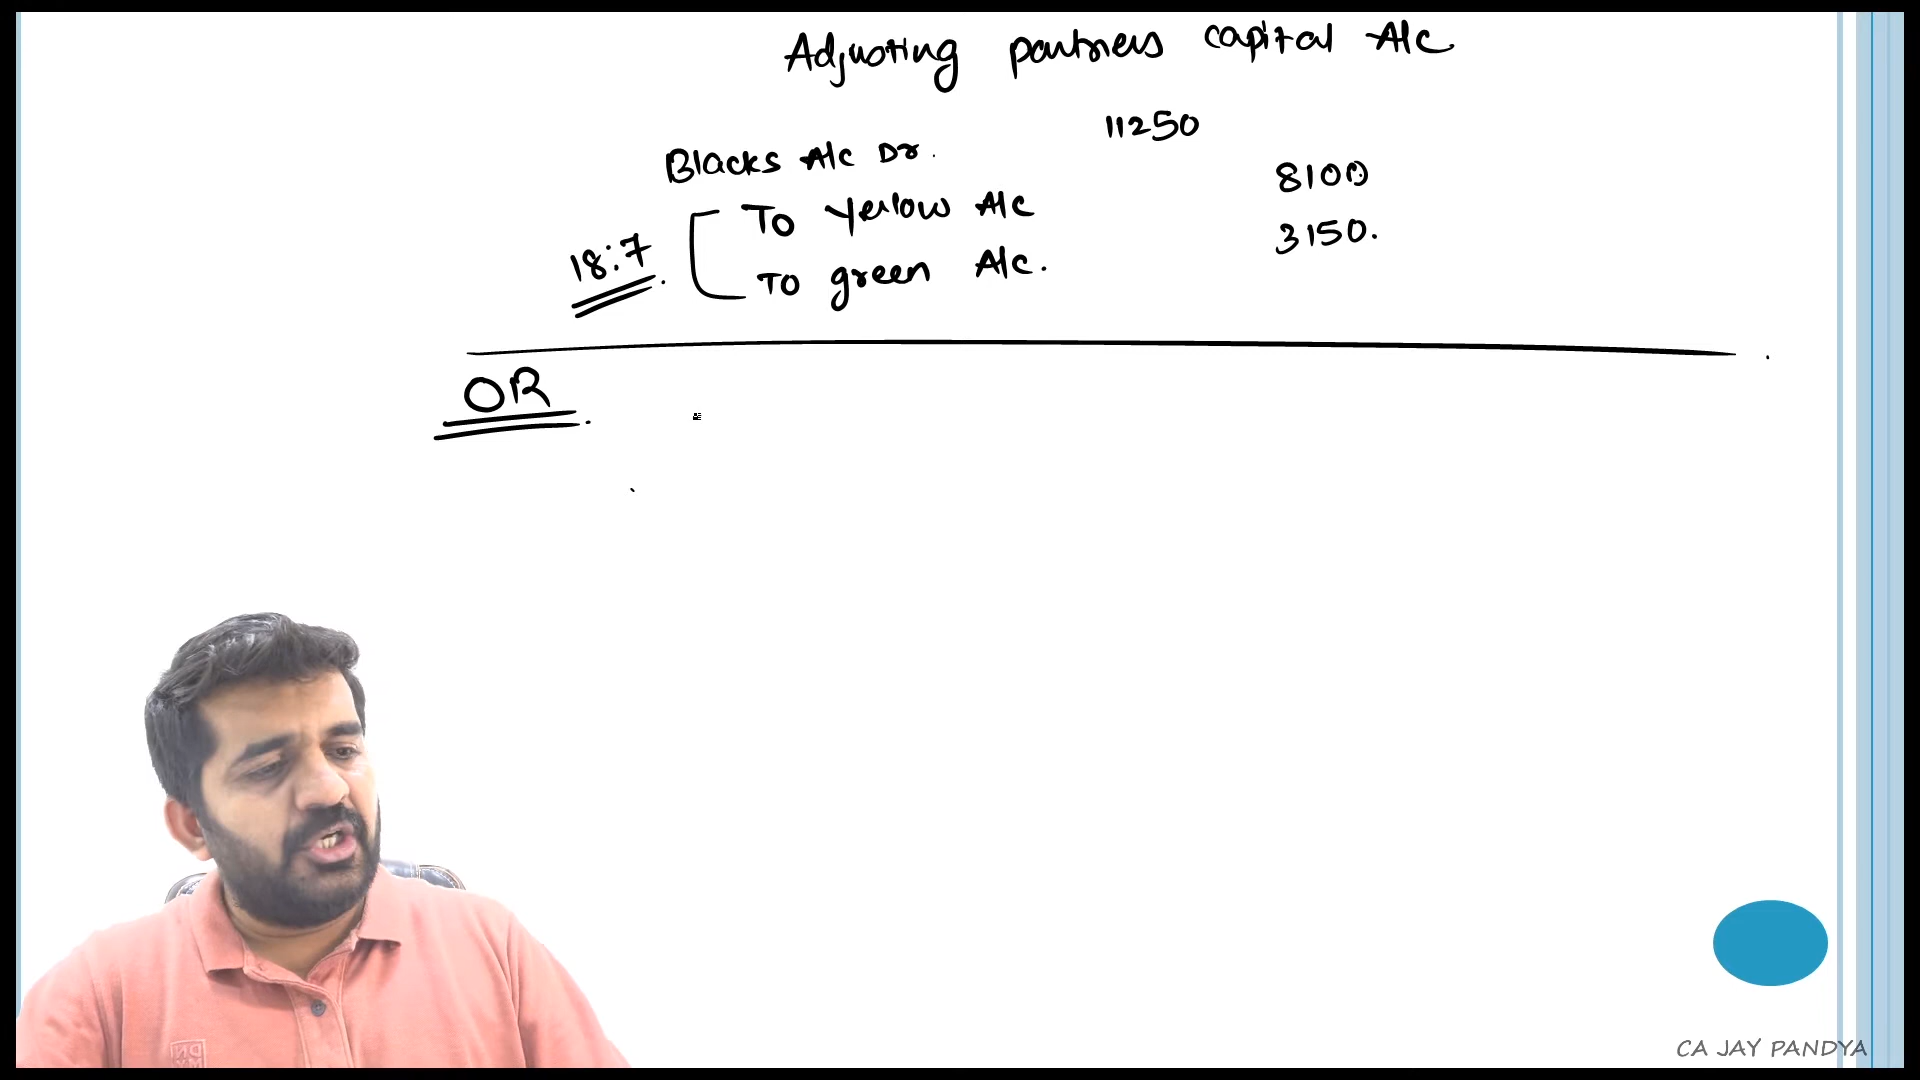 Adjusting partners capital A/c
Blacks A/c Dr. 11250
To Yellow A/c 8100
18:7
To green A/c. 3150.
OR
CA JAY PANDYA